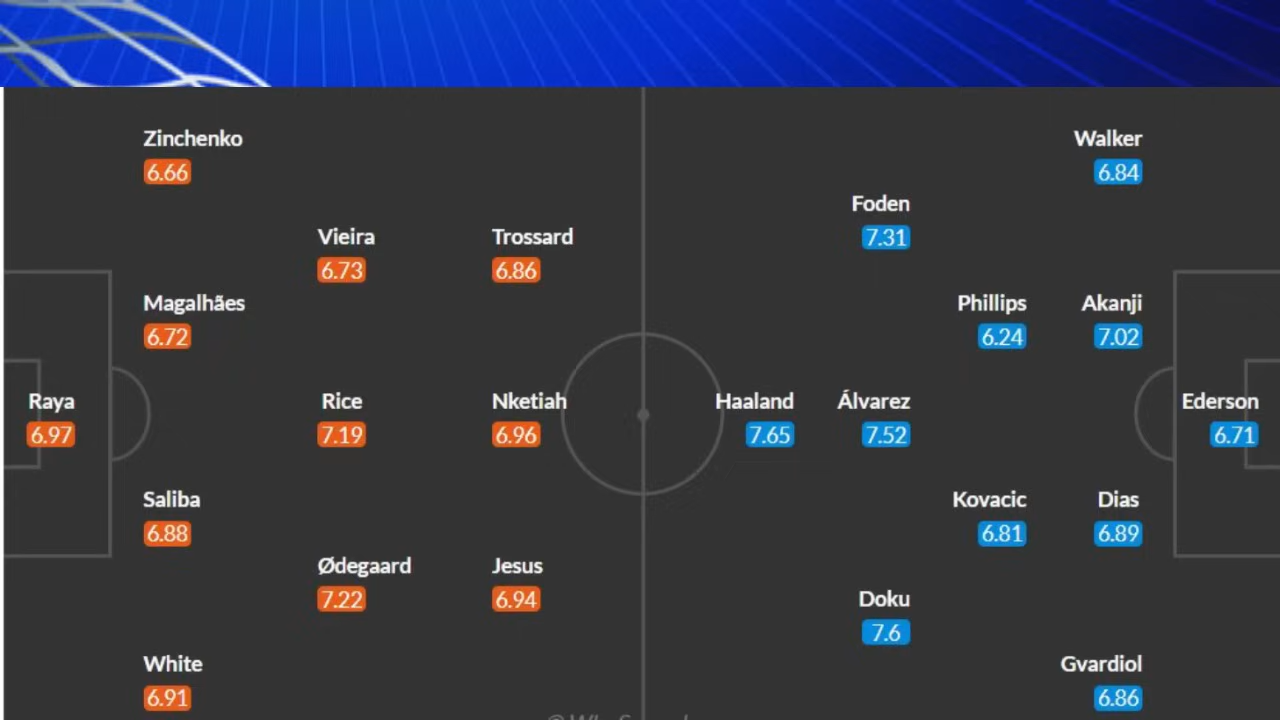 Zinchenko
6.66
Walker
6.84
Foden
7.31
Vieira
6.73
Trossard
6.86
Magalhães
6.72
Phillips
6.24
Akanji
7.02
Raya
6.97
Rice
7.19
Nketiah
6.96
Haaland
7.65
Álvarez
7.52
Ederson
6.71
Saliba
6.88
Kovacic
6.81
Dias
6.89
Ødegaard
7.22
Jesus
6.94
Doku
7.6
White
6.91
Gvardiol
6.86